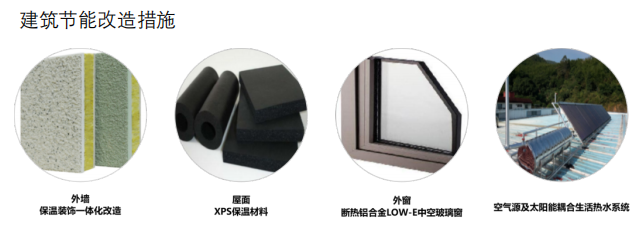 建筑节能改造措施
外墙
保温装饰一体化改造
屋面
XPS保温材料
外窗
断热铝合金LOW-E中空玻璃窗
空气源及太阳能耦合生活热水系统